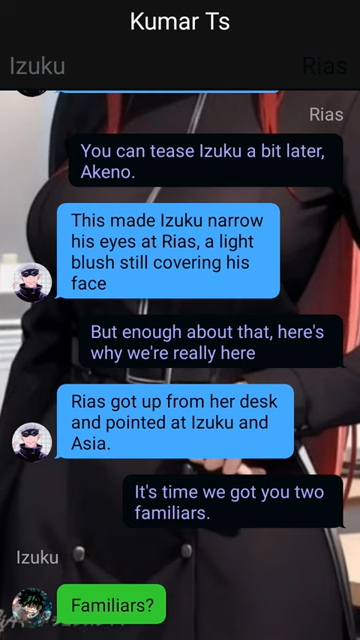 Kumar Ts
Izuku
Rias
Rias
You can tease Izuku a bit later,
Akeno.
This made Izuku narrow
his eyes at Rias, a light
blush still covering his
face
But enough about that, here's
why we're really here
Rias got up from her desk
and pointed at Izuku and
Asia.
It's time we got you two
familiars.
Izuku
Familiars?